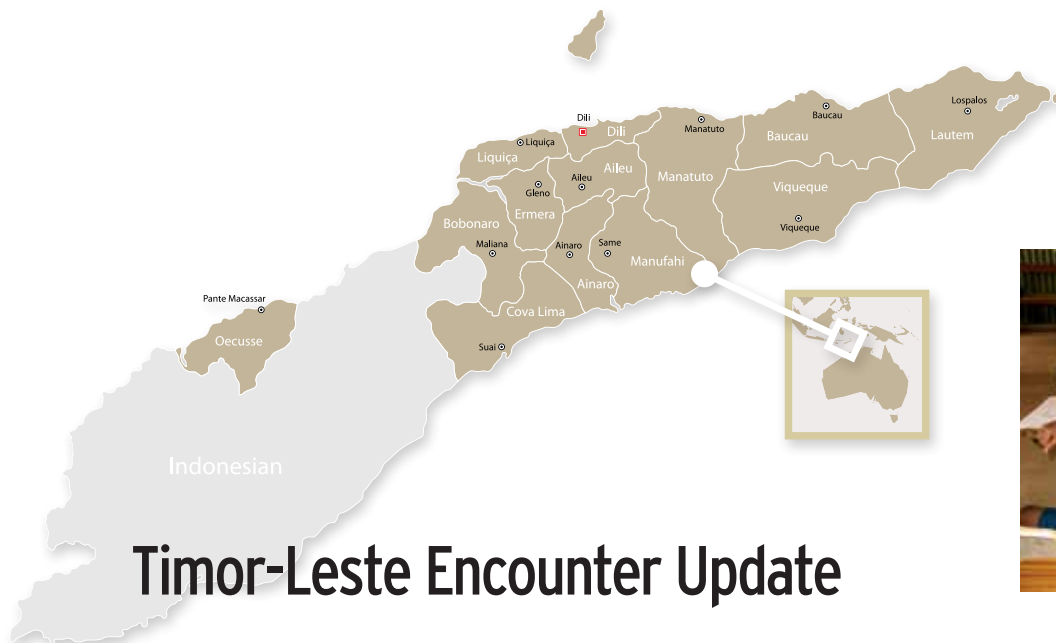 Lospalos
Baucau
Dili
Manatuto
Dili
Baucau
Lautem
Liquiça
Liquiça
Aileu
Manatuto
Aileu
Viqueque
Gleno
Ermera
Viqueque
Bobonaro
Maliana
Ainaro
Same
Manufahi
Ainaro
Pante Macassar
Cova Lima
Oecusse
Suai
Indonesian
Timor-Leste Encounter Update